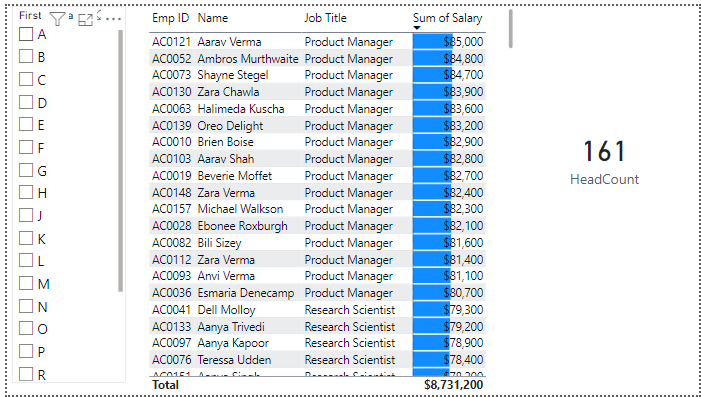 First a
A
B
C
D
E
F
G
H
J
K
L
M
N
O
P
R
Emp ID Name Job Title Sum of Salary
AC0121 Aarav Verma Product Manager $85,000
AC0052 Ambros Murthwaite Product Manager $84,800
AC0073 Shayne Stegel Product Manager $84,700
AC0130 Zara Chawla Product Manager $83,900
AC0063 Halimeda Kuscha Product Manager $83,600
AC0139 Oreo Delight Product Manager $83,200
AC0010 Brien Boise Product Manager $82,900
AC0103 Aarav Shah Product Manager $82,800
AC0019 Beverie Moffet Product Manager $82,700
AC0148 Zara Verma Product Manager $82,400
AC0157 Michael Walkson Product Manager $82,300
AC0028 Ebonee Roxburgh Product Manager $82,100
AC0082 Bili Sizey Product Manager $81,600
AC0112 Zara Verma Product Manager $81,400
AC0093 Anvi Verma Product Manager $81,100
AC0036 Esmaria Denecamp Product Manager $80,700
AC0041 Dell Molloy Research Scientist $79,300
AC0133 Aanya Trivedi Research Scientist $79,200
AC0097 Aanya Kapoor Research Scientist $78,900
AC0076 Teressa Udden Research Scientist $78,400
Total $8,731,200
161
HeadCount